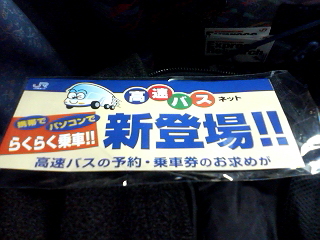 JR
高速バスネット
携帯で パソコンで
らくらく乗車!!
新登場!!
高速バスの予約・乗車券のお求めが